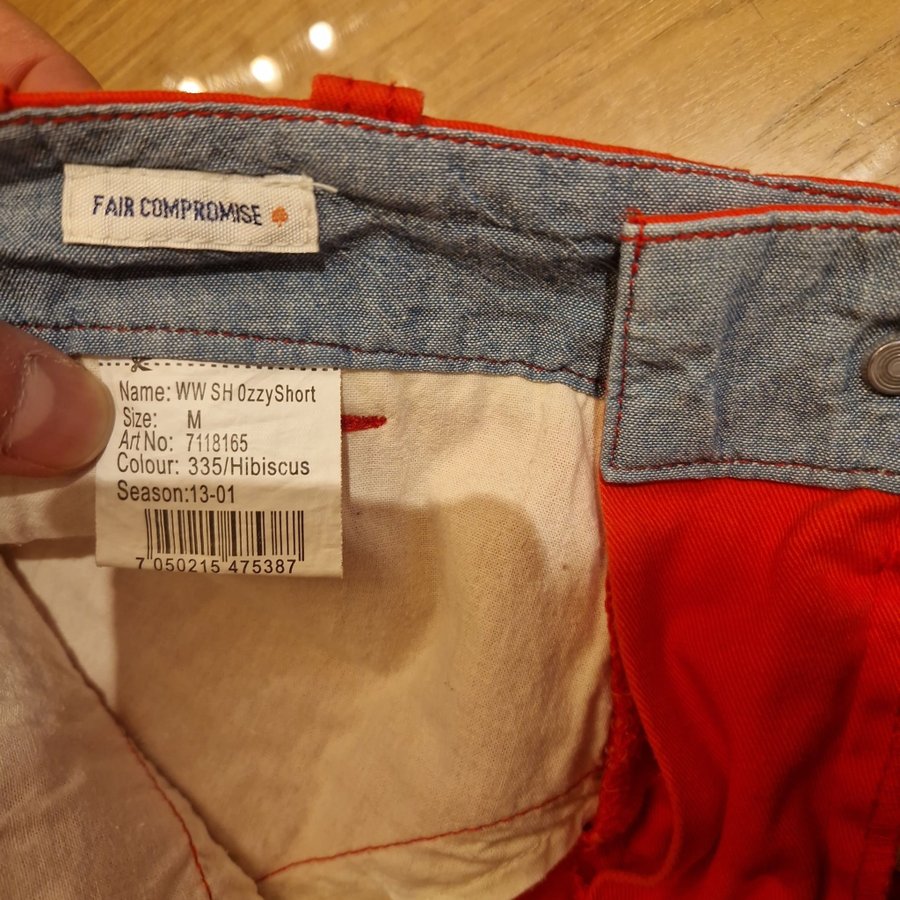 FAIR COMPROMISE
Name: WW SH OzzyShort
Size: M
Art No: 7118165
Colour: 335/Hibiscus
Season:13-01
7 050215 475387